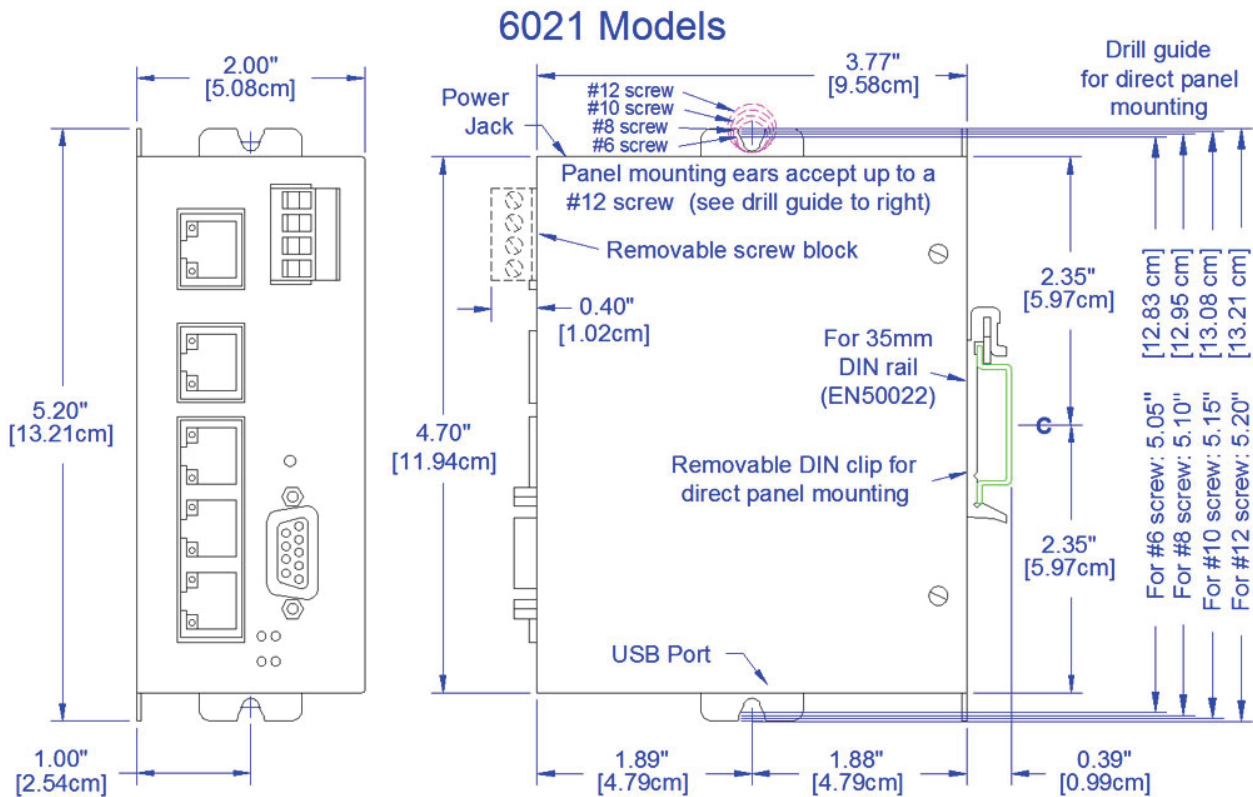 6021 Models
2.00"
[5.08cm]
3.77"
[9.58cm]
Drill guide
for direct panel
mounting
Power
Jack
#12 screw
#10 screw
#8 screw
#6 screw
Panel mounting ears accept up to a
#12 screw (see drill guide to right)
Removable screw block
0.40"
[1.02cm]
2.35"
[5.97cm]
For 35mm
DIN rail
(EN50022)
5.20"
[13.21cm]
4.70"
[11.94cm]
C
Removable DIN clip for
direct panel mounting
2.35"
[5.97cm]
USB Port
For #6 screw: 5.05" [12.83 cm]
For #8 screw: 5.10" [12.95 cm]
For #10 screw: 5.15" [13.08 cm]
For #12 screw: 5.20" [13.21 cm]
1.00"
[2.54cm]
1.89"
[4.79cm]
1.88"
[4.79cm]
0.39"
[0.99cm]